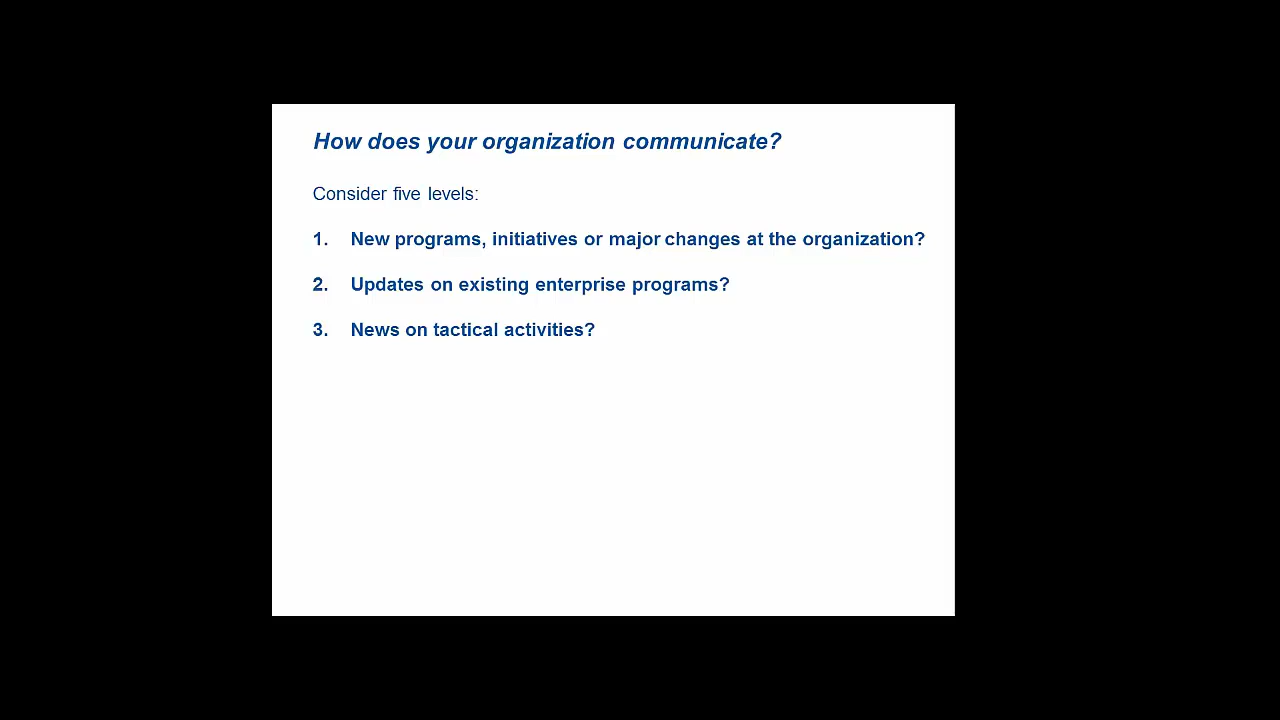 How does your organization communicate?
Consider five levels:
1. New programs, initiatives or major changes at the organization?
2. Updates on existing enterprise programs?
3. News on tactical activities?